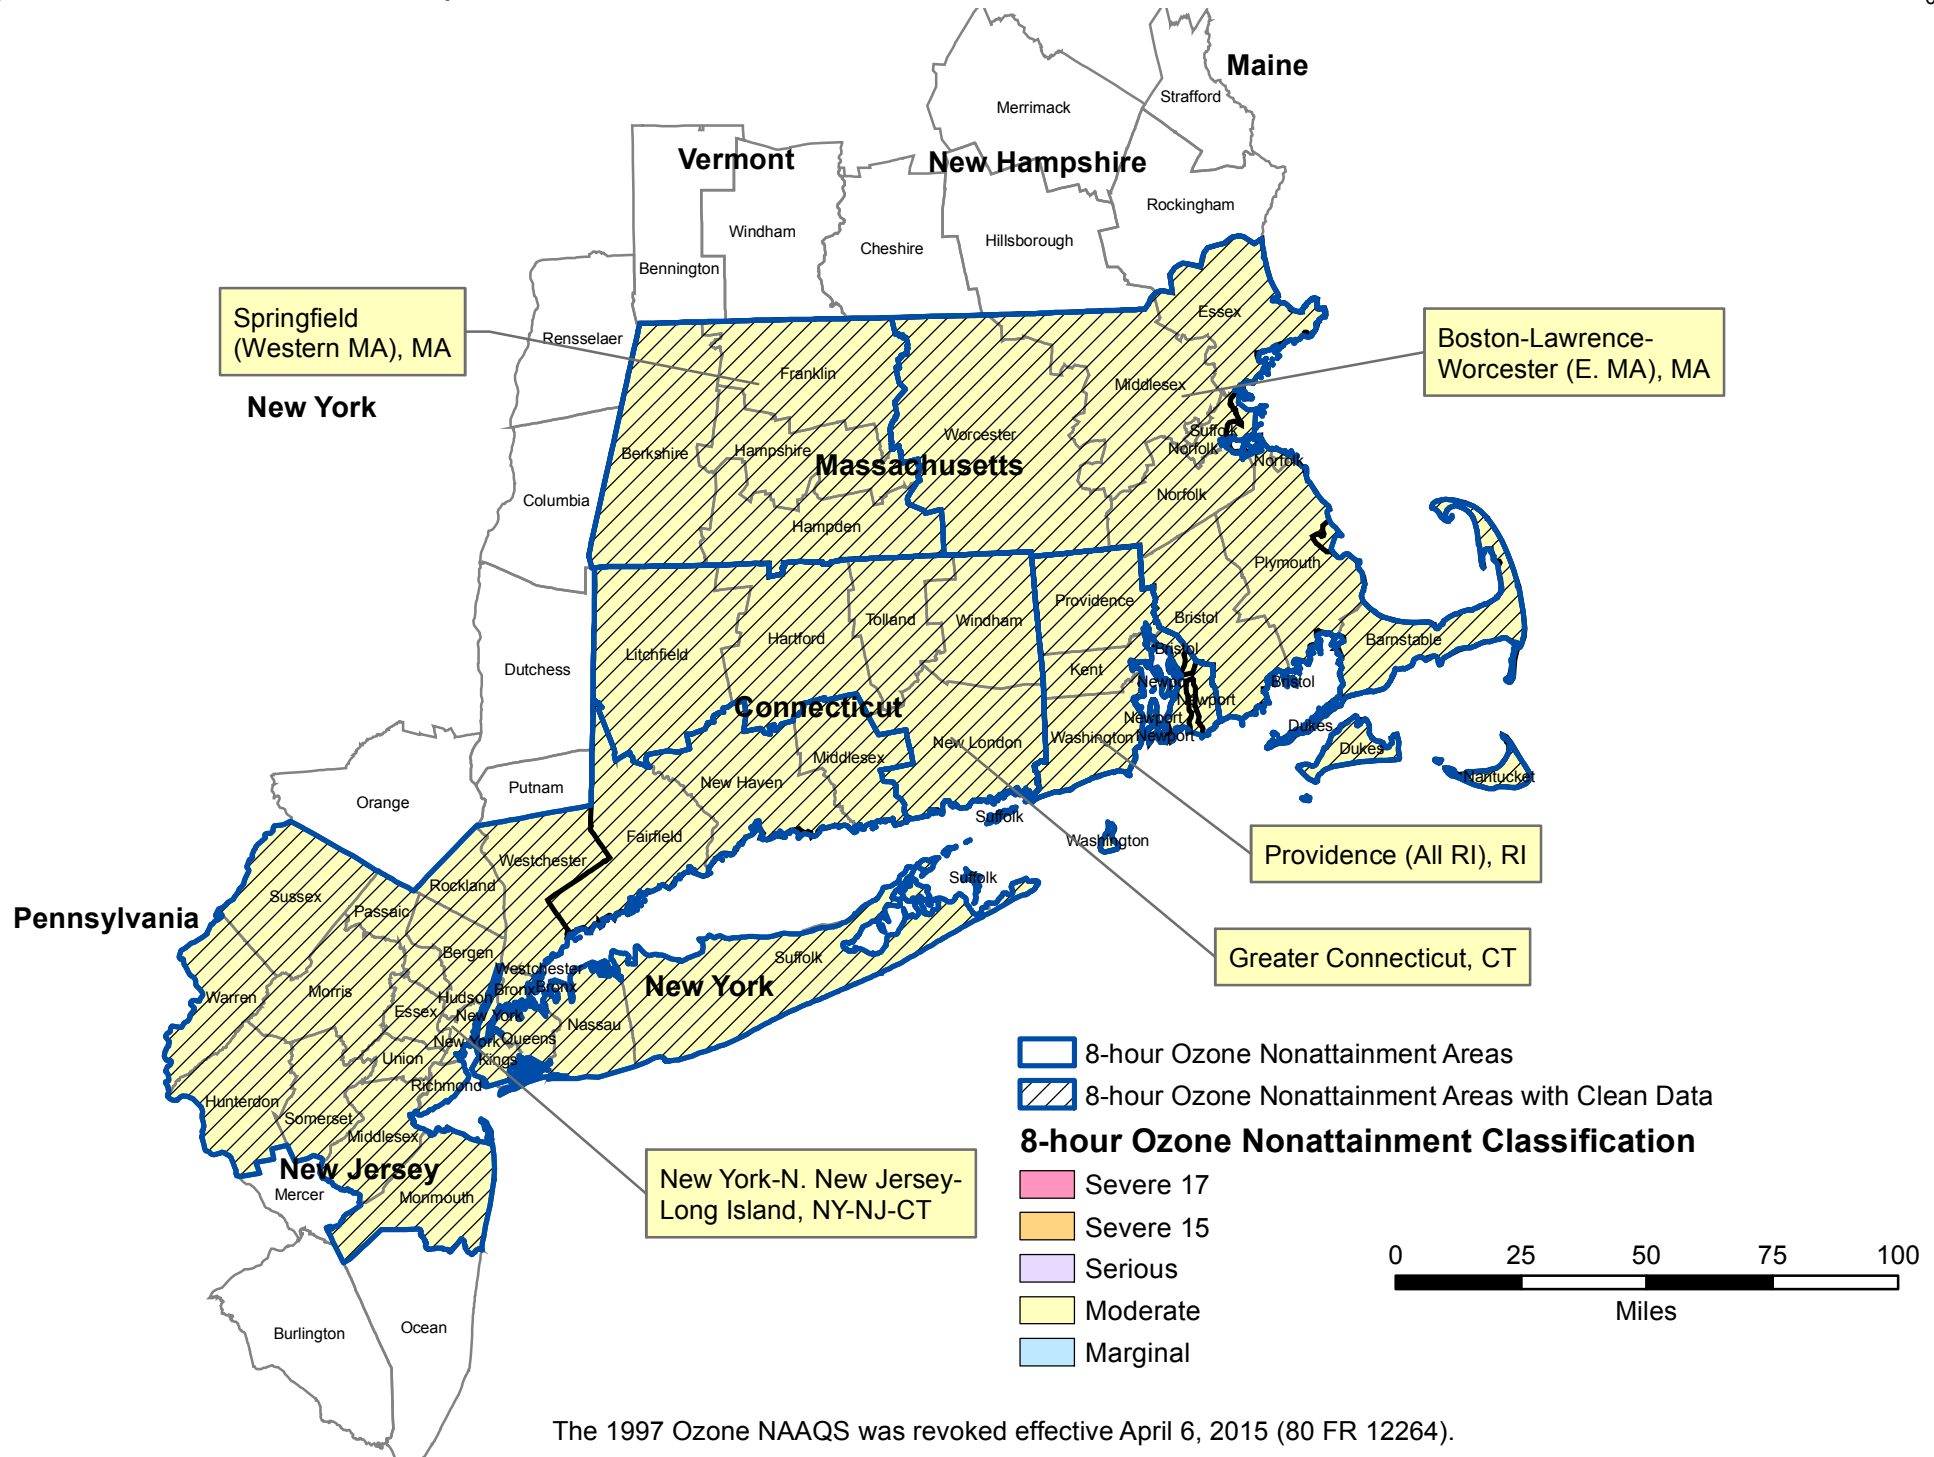 Maine
Strafford
Merrimack
Vermont
New Hampshire
Rockingham
Windham
Hillsborough
Cheshire
Bennington
Essex
Springfield
(Western MA), MA
Rensselaer
Boston-Lawrence-
Worcester (E. MA), MA
Franklin
Middlesex
New York
Suffolk
Worcester
Norfolk
Hampshire
Berkshire
Norfolk
Massachusetts
Norfolk
Columbia
Hampden
Plymouth
Providence
Bristol
Tolland
Windham
Hartford
Barnstable
Litchfield
Bristol
Dutchess
Kent
Newport
Bristol
Newport
Connecticut
Newport
Dukes
Washington
Newport
New London
Dukes
Middlesex
Nantucket
New Haven
Putnam
Orange
Suffolk
Fairfield
Washington
Providence (All RI), RI
Westchester
Suffolk
Rockland
Sussex
Passaic
Pennsylvania
Bergen
Suffolk
Greater Connecticut, CT
Westchester
New York
Bronx
Bronx
Morris
Warren
Hudson
Essex
New York
Nassau
Queens
New York
Kings
Union
Richmond
Hunterdon
Somerset
Middlesex
New Jersey
Mercer
Monmouth
New York-N. New Jersey-
Long Island, NY-NJ-CT
Ocean
Burlington
8-hour Ozone Nonattainment Areas
8-hour Ozone Nonattainment Areas with Clean Data
8-hour Ozone Nonattainment Classification
Severe 17
Severe 15
Serious
Moderate
Marginal
0 25 50 75 100
Miles
The 1997 Ozone NAAQS was revoked effective April 6, 2015 (80 FR 12264).